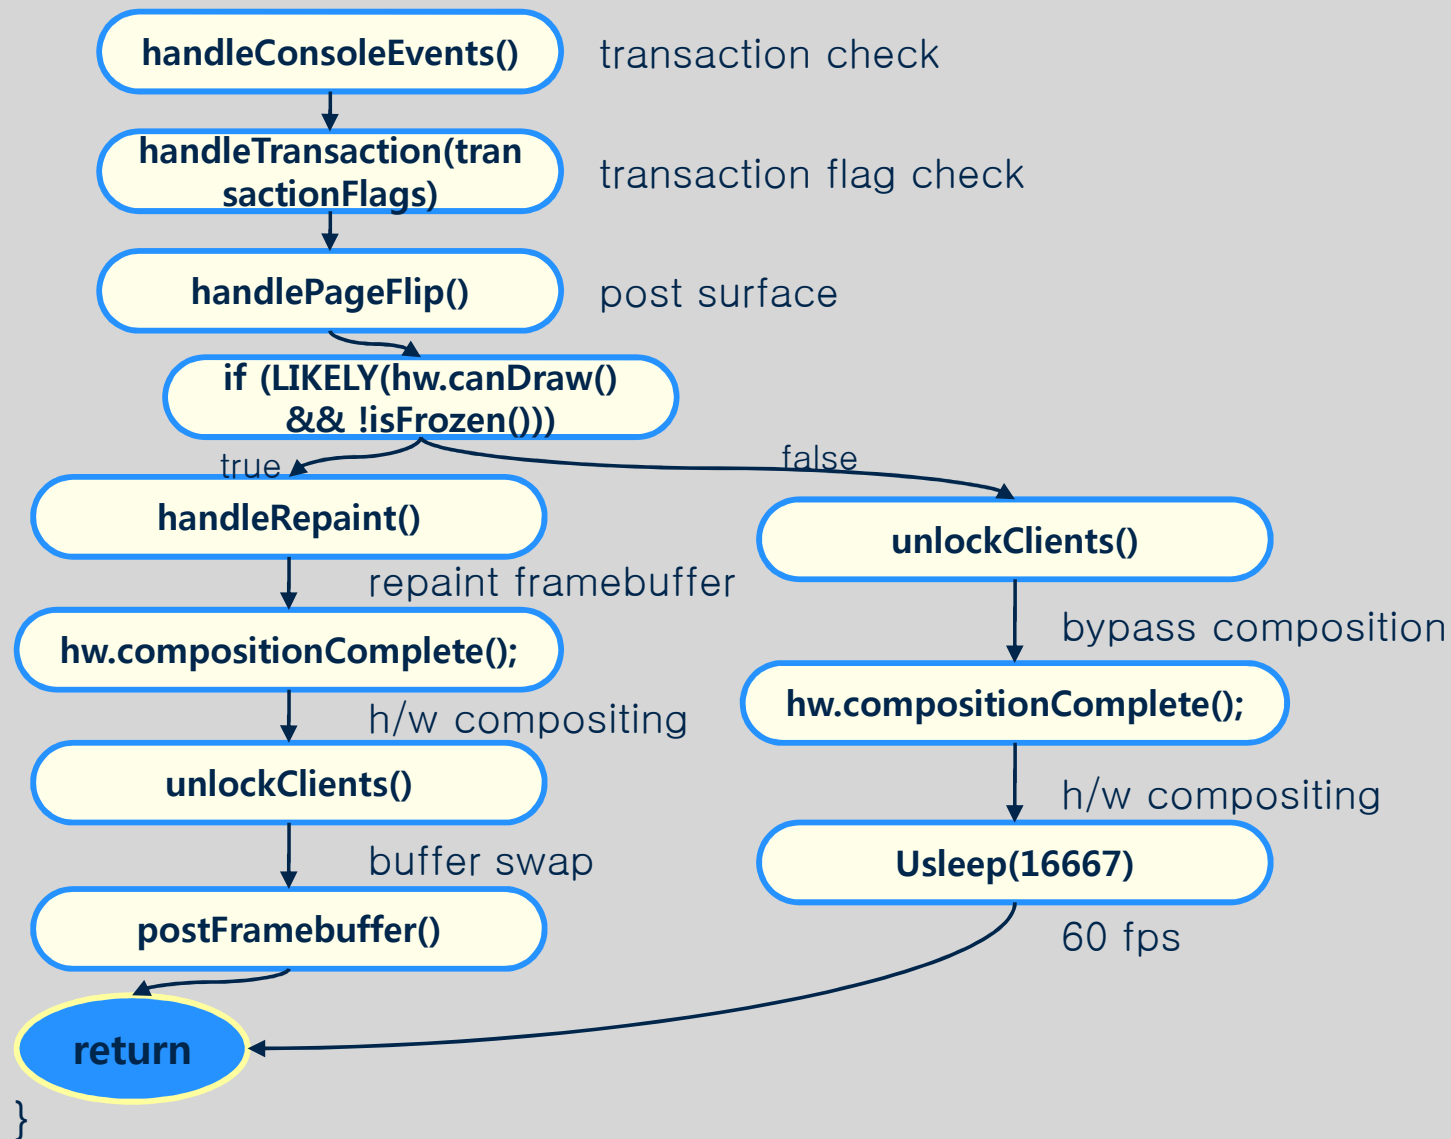 handleConsoleEvents()
transaction check
handleTransaction(tran
sactionFlags)
transaction flag check
handlePageFlip()
post surface
if (LIKELY(hw.canDraw()
&& !isFrozen()))
true
false
handleRepaint()
unlockClients()
repaint framebuffer
bypass composition
hw.compositionComplete();
hw.compositionComplete();
h/w compositing
unlockClients()
h/w compositing
buffer swap
Usleep(16667)
postFramebuffer()
60 fps
return
}